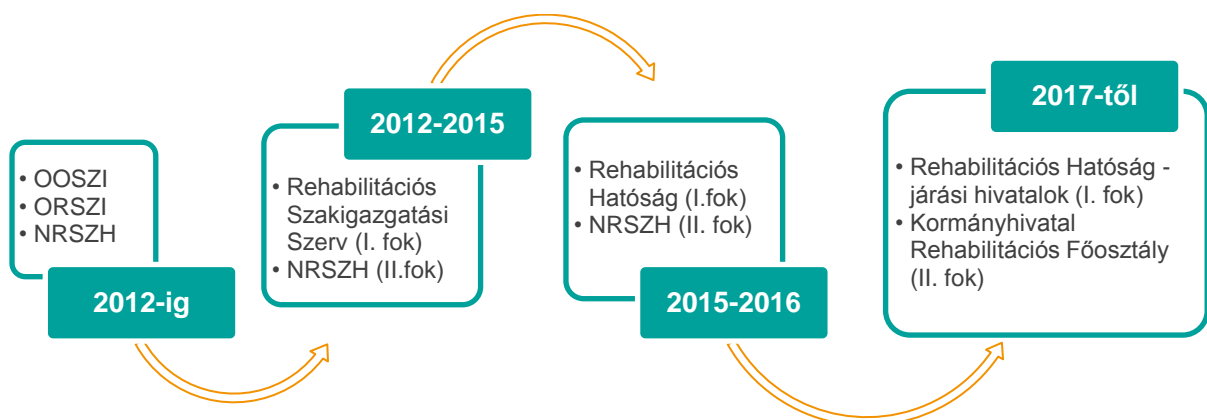 • OOSZI
• ORSZI
• NRSZH
2012-ig
2012-2015
• Rehabilitációs
Szakigazgatási
Szerv (I. fok)
• NRSZH (II.fok)
• Rehabilitációs
Hatóság (I.fok)
• NRSZH (II. fok)
2015-2016
2017-től
• Rehabilitációs Hatóság -
járási hivatalok (I. fok)
• Kormányhivatal
Rehabilitációs Főosztály
(II. fok)